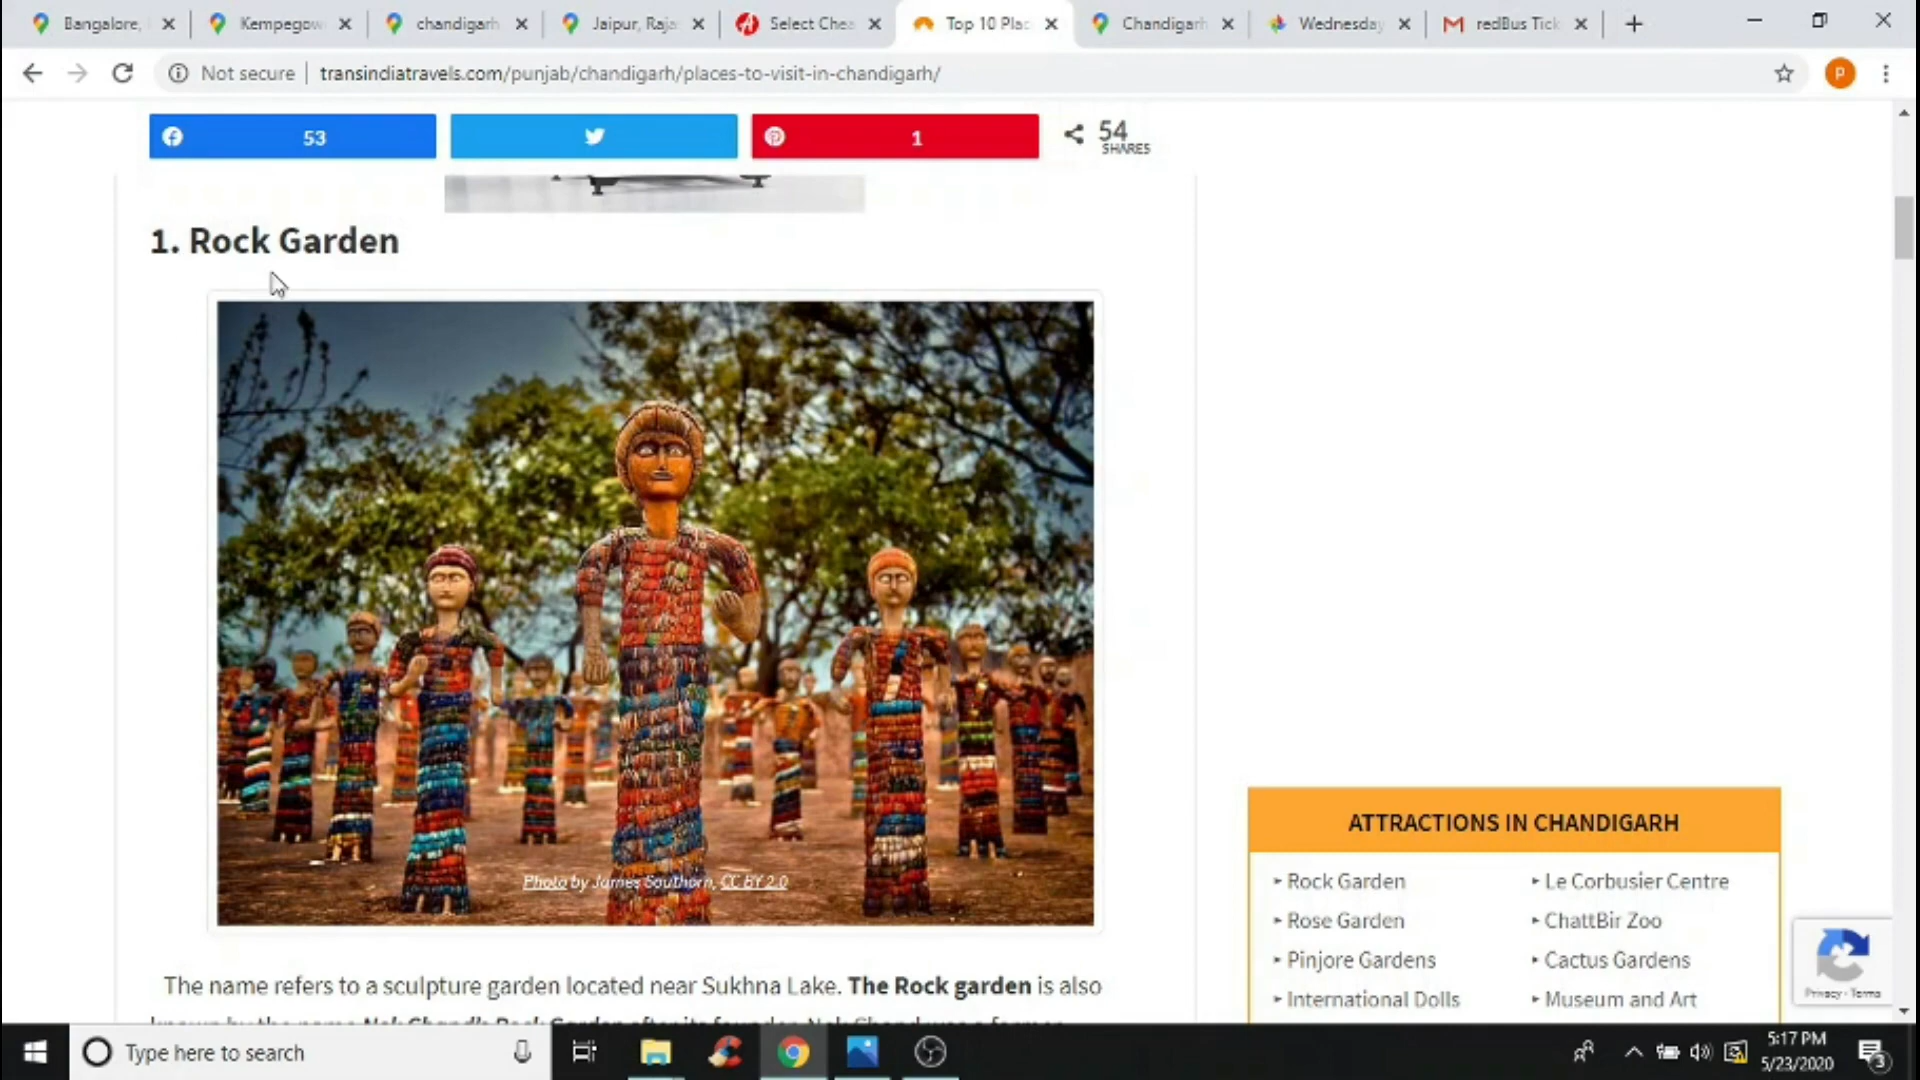 Bangalore,
Kempegow
chandigarh
Jaipur, Raja
Select Chea
Top 10 Plac
Chandigarh
Wednesday
redBus Tick
Not secure
transindiatravels.com/punjab/chandigarh/places-to-visit-in-chandigarh/
P
53
1
54
SHARES
1. Rock Garden
Photo by James Southorn, CC BY 2.0
ATTRACTIONS IN CHANDIGARH
Rock Garden
Le Corbusier Centre
Rose Garden
ChattBir Zoo
Pinjore Gardens
Cactus Gardens
International Dolls
Museum and Art
Privacy - Terms
The name refers to a sculpture garden located near Sukhna Lake. The Rock garden is also
Type here to search
5:17 PM
5/23/2020
3